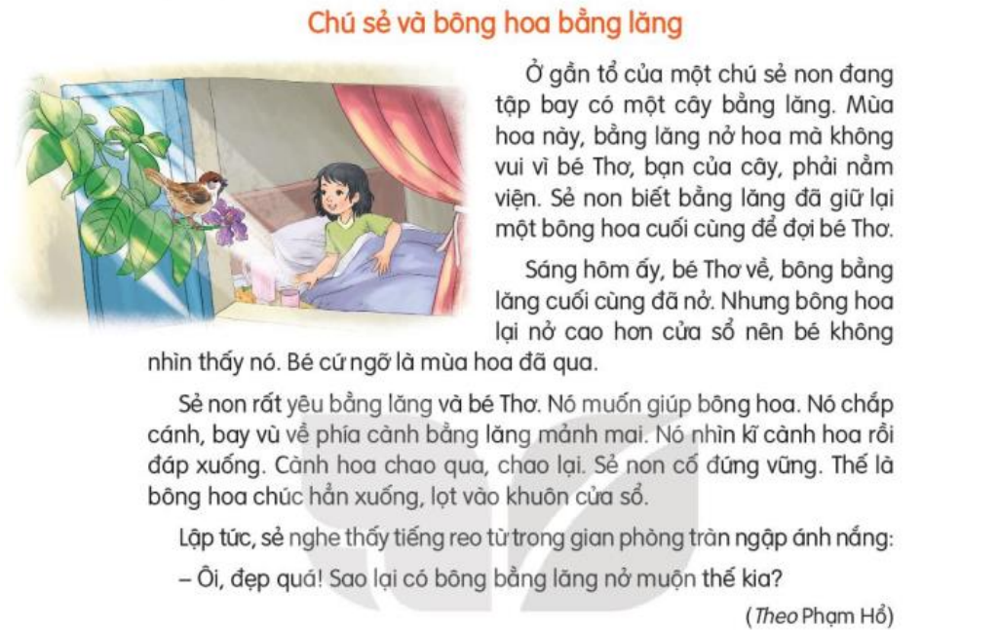 Chú sẻ và bông hoa bằng lăng
Ở gần tổ của một chú sẻ non đang
tập bay có một cây bằng lăng. Mùa
hoa này, bằng lăng nở hoa mà không
vui vì bé Thơ, bạn của cây, phải nằm
viện. Sẻ non biết bằng lăng đã giữ lại
một bông hoa cuối cùng để đợi bé Thơ.
Sáng hôm ấy, bé Thơ về, bông bằng
lăng cuối cùng đã nở. Nhưng bông hoa
lại nở cao hơn cửa sổ nên bé không
nhìn thấy nó. Bé cứ ngỡ là mùa hoa đã qua.
Sẻ non rất yêu bằng lăng và bé Thơ. Nó muốn giúp bông hoa. Nó chắp
cánh, bay vù về phía cành bằng lăng mảnh mai. Nó nhìn kĩ cành hoa rồi
đáp xuống. Cành hoa chao qua, chao lại. Sẻ non cố đứng vững. Thế là
bông hoa chúc hẳn xuống, lọt vào khuôn cửa sổ.
Lập tức, sẻ nghe thấy tiếng reo từ trong gian phòng tràn ngập ánh nắng:
– Ôi, đẹp quá! Sao lại có bông bằng lăng nở muộn thế kia?
(Theo Phạm Hổ)